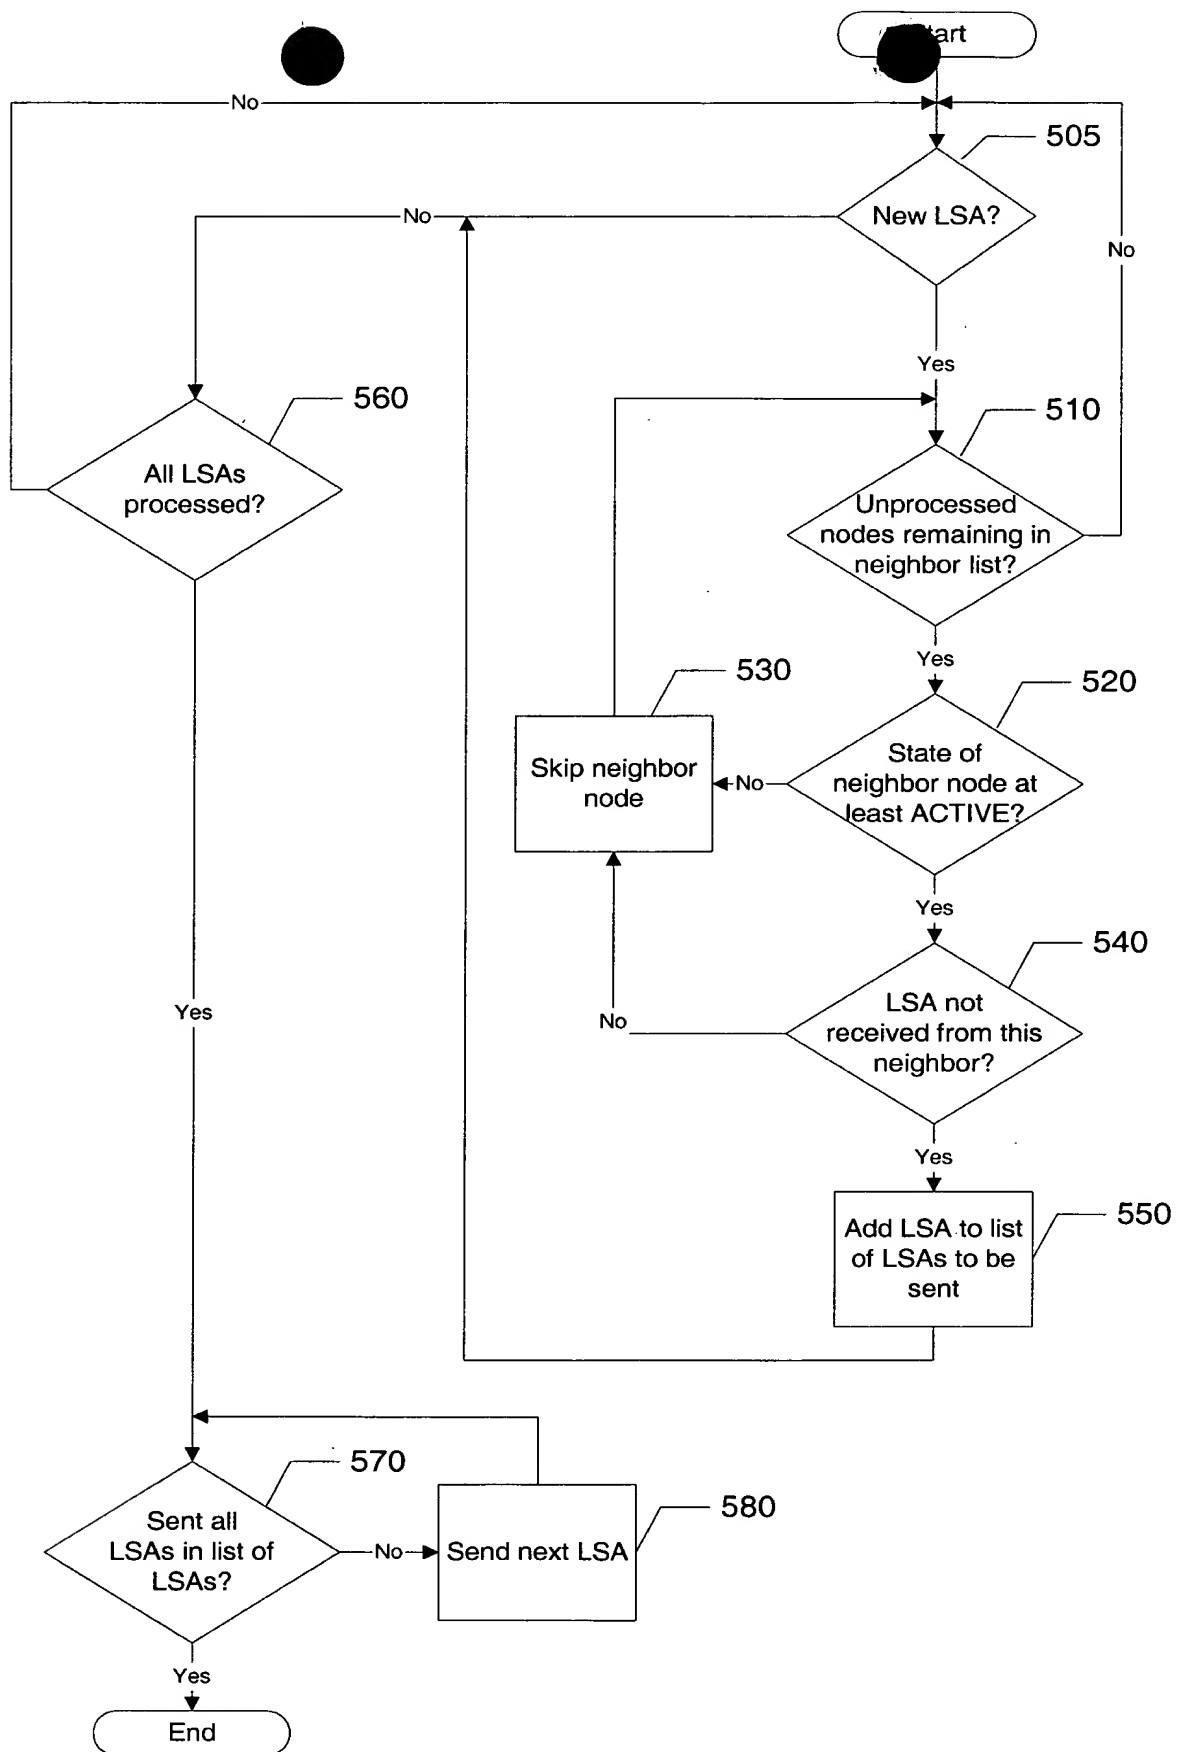 No
505
New LSA?
No
No
Yes
560
510
All LSAs
processed?
Unprocessed
nodes remaining in
neighbor list?
Yes
530
520
Skip neighbor
node
No
State of
neighbor node at
least ACTIVE?
Yes
540
LSA not
received from this
neighbor?
No
Yes
Yes
Add LSA to list
of LSAs to be
sent
550
570
Sent all
LSAs in list of
LSAs?
No
Send next LSA
580
Yes
End